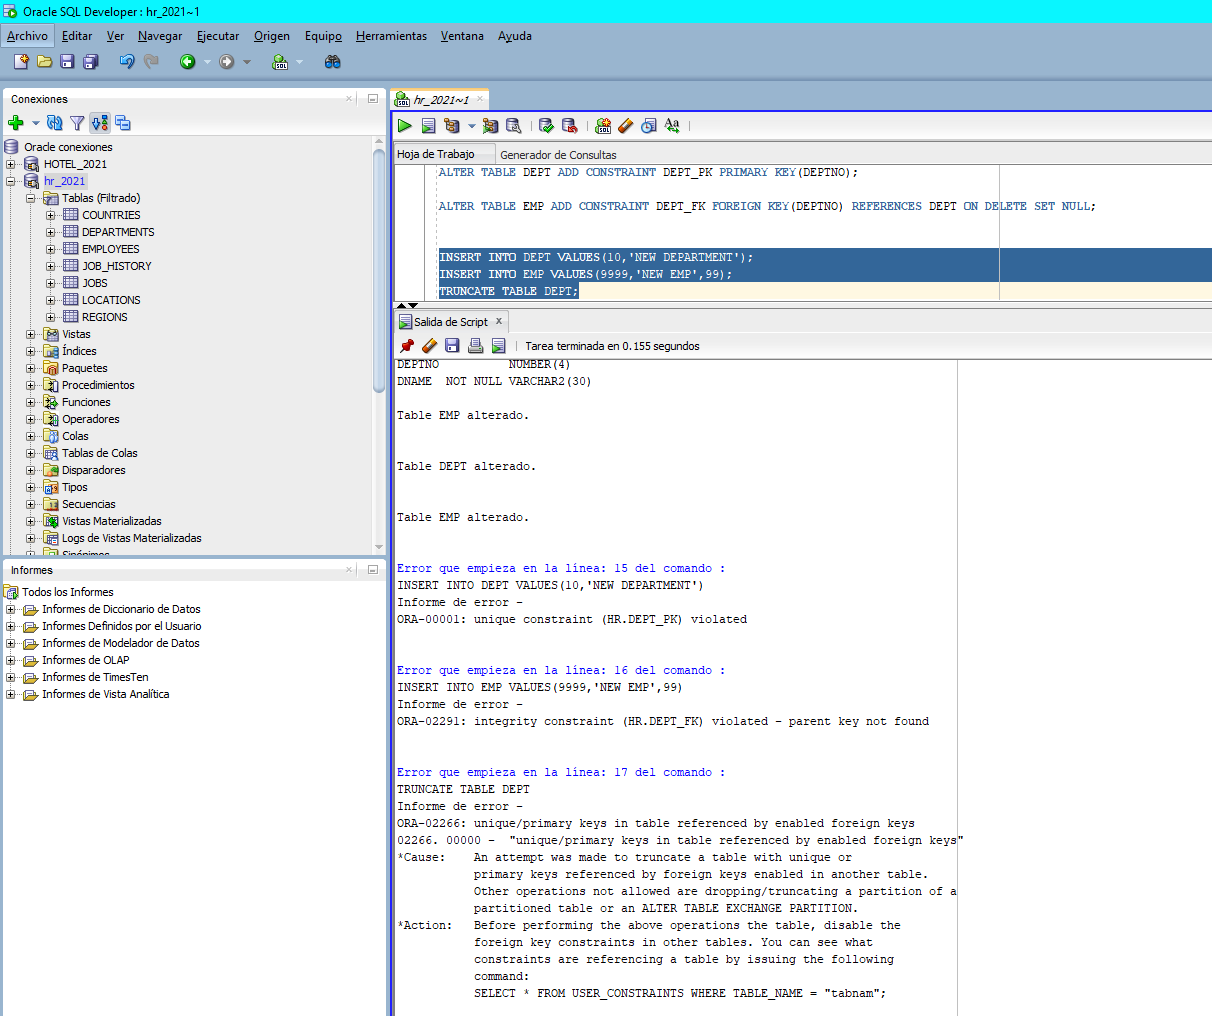 Oracle SQL Developer : hr_2021~1
Archivo Editar Ver Navegar Ejecutar Origen Equipo Herramientas Ventana Ayuda
Conexiones
Oracle conexiones
HOTEL_2021
hr_2021
Tablas (Filtrado)
COUNTRIES
DEPARTMENTS
EMPLOYEES
JOB_HISTORY
JOBS
LOCATIONS
REGIONS
Vistas
Índices
Paquetes
Procedimientos
Funciones
Operadores
Colas
Tablas de Colas
Disparadores
Tipos
Secuencias
Vistas Materializadas
Logs de Vistas Materializadas
Sinónimos
Informes
Todos los Informes
Informes de Diccionario de Datos
Informes Definidos por el Usuario
Informes de Modelador de Datos
Informes de OLAP
Informes de TimesTen
Informes de Vista Analítica
hr_2021~1
Hoja de Trabajo Generador de Consultas
ALTER TABLE DEPT ADD CONSTRAINT DEPT_PK PRIMARY KEY(DEPTNO);
ALTER TABLE EMP ADD CONSTRAINT DEPT_FK FOREIGN KEY(DEPTNO) REFERENCES DEPT ON DELETE SET NULL;
INSERT INTO DEPT VALUES(10,'NEW DEPARTMENT');
INSERT INTO EMP VALUES(9999,'NEW EMP',99);
TRUNCATE TABLE DEPT;
Salida de Script
Tarea terminada en 0.155 segundos
DEPTNO NUMBER(4)
DNAME NOT NULL VARCHAR2(30)
Table EMP alterado.
Table DEPT alterado.
Table EMP alterado.
Error que empieza en la línea: 15 del comando :
INSERT INTO DEPT VALUES(10,'NEW DEPARTMENT')
Informe de error -
ORA-00001: unique constraint (HR.DEPT_PK) violated
Error que empieza en la línea: 16 del comando :
INSERT INTO EMP VALUES(9999,'NEW EMP',99)
Informe de error -
ORA-02291: integrity constraint (HR.DEPT_FK) violated - parent key not found
Error que empieza en la línea: 17 del comando :
TRUNCATE TABLE DEPT
Informe de error -
ORA-02266: unique/primary keys in table referenced by enabled foreign keys
02266. 00000 - "unique/primary keys in table referenced by enabled foreign keys"
*Cause: An attempt was made to truncate a table with unique or
primary keys referenced by foreign keys enabled in another table.
Other operations not allowed are dropping/truncating a partition of a
partitioned table or an ALTER TABLE EXCHANGE PARTITION.
*Action: Before performing the above operations the table, disable the
foreign key constraints in other tables. You can see what
constraints are referencing a table by issuing the following
command:
SELECT * FROM USER_CONSTRAINTS WHERE TABLE_NAME = "tabnam";